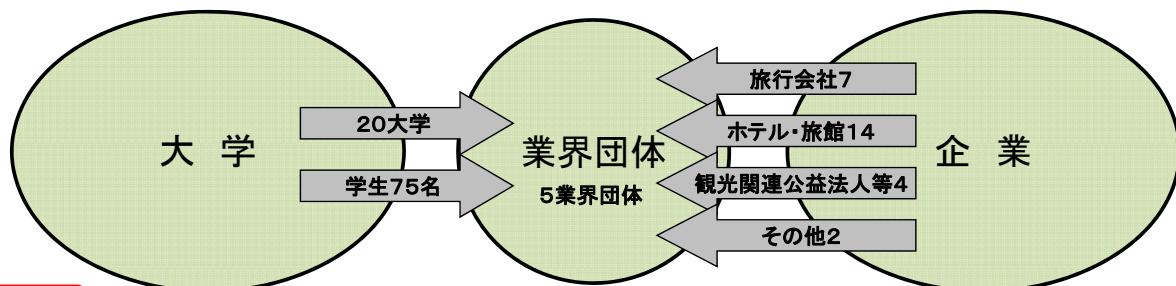 大 学
20大学
学生75名
業界団体
5業界団体
旅行会社7
ホテル・旅館14
観光関連公益法人等4
その他2
企 業